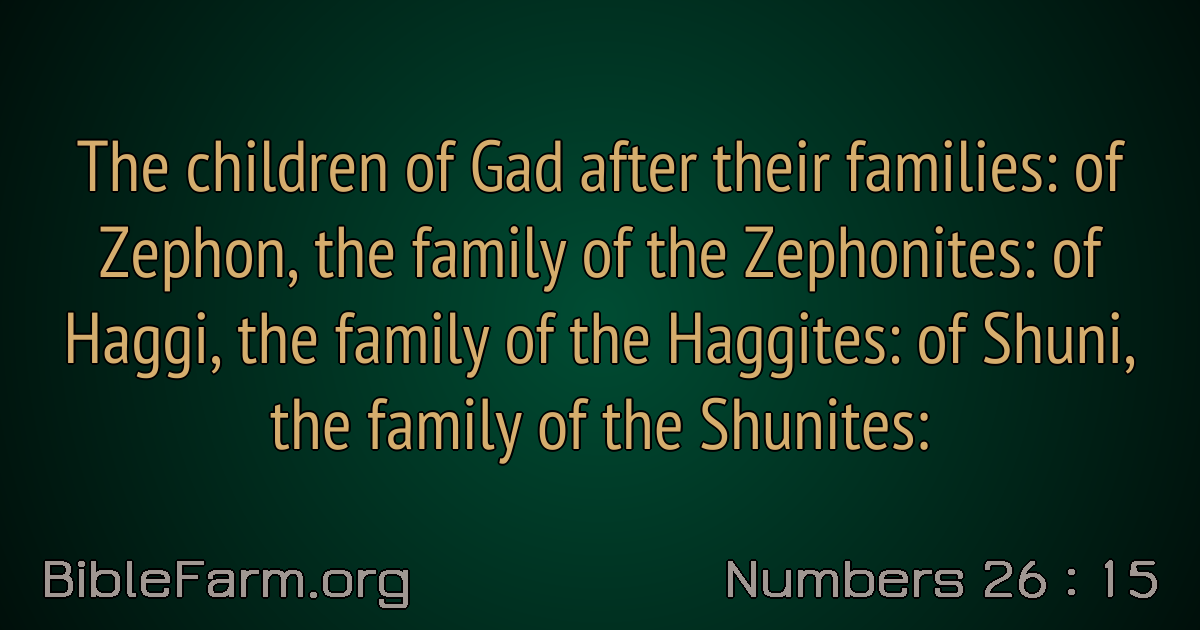 The children of Gad after their families: of
Zephon, the family of the Zephonites: of
Haggi, the family of the Haggites: of Shuni,
the family of the Shunites:
BibleFarm.org
Numbers 26 : 15